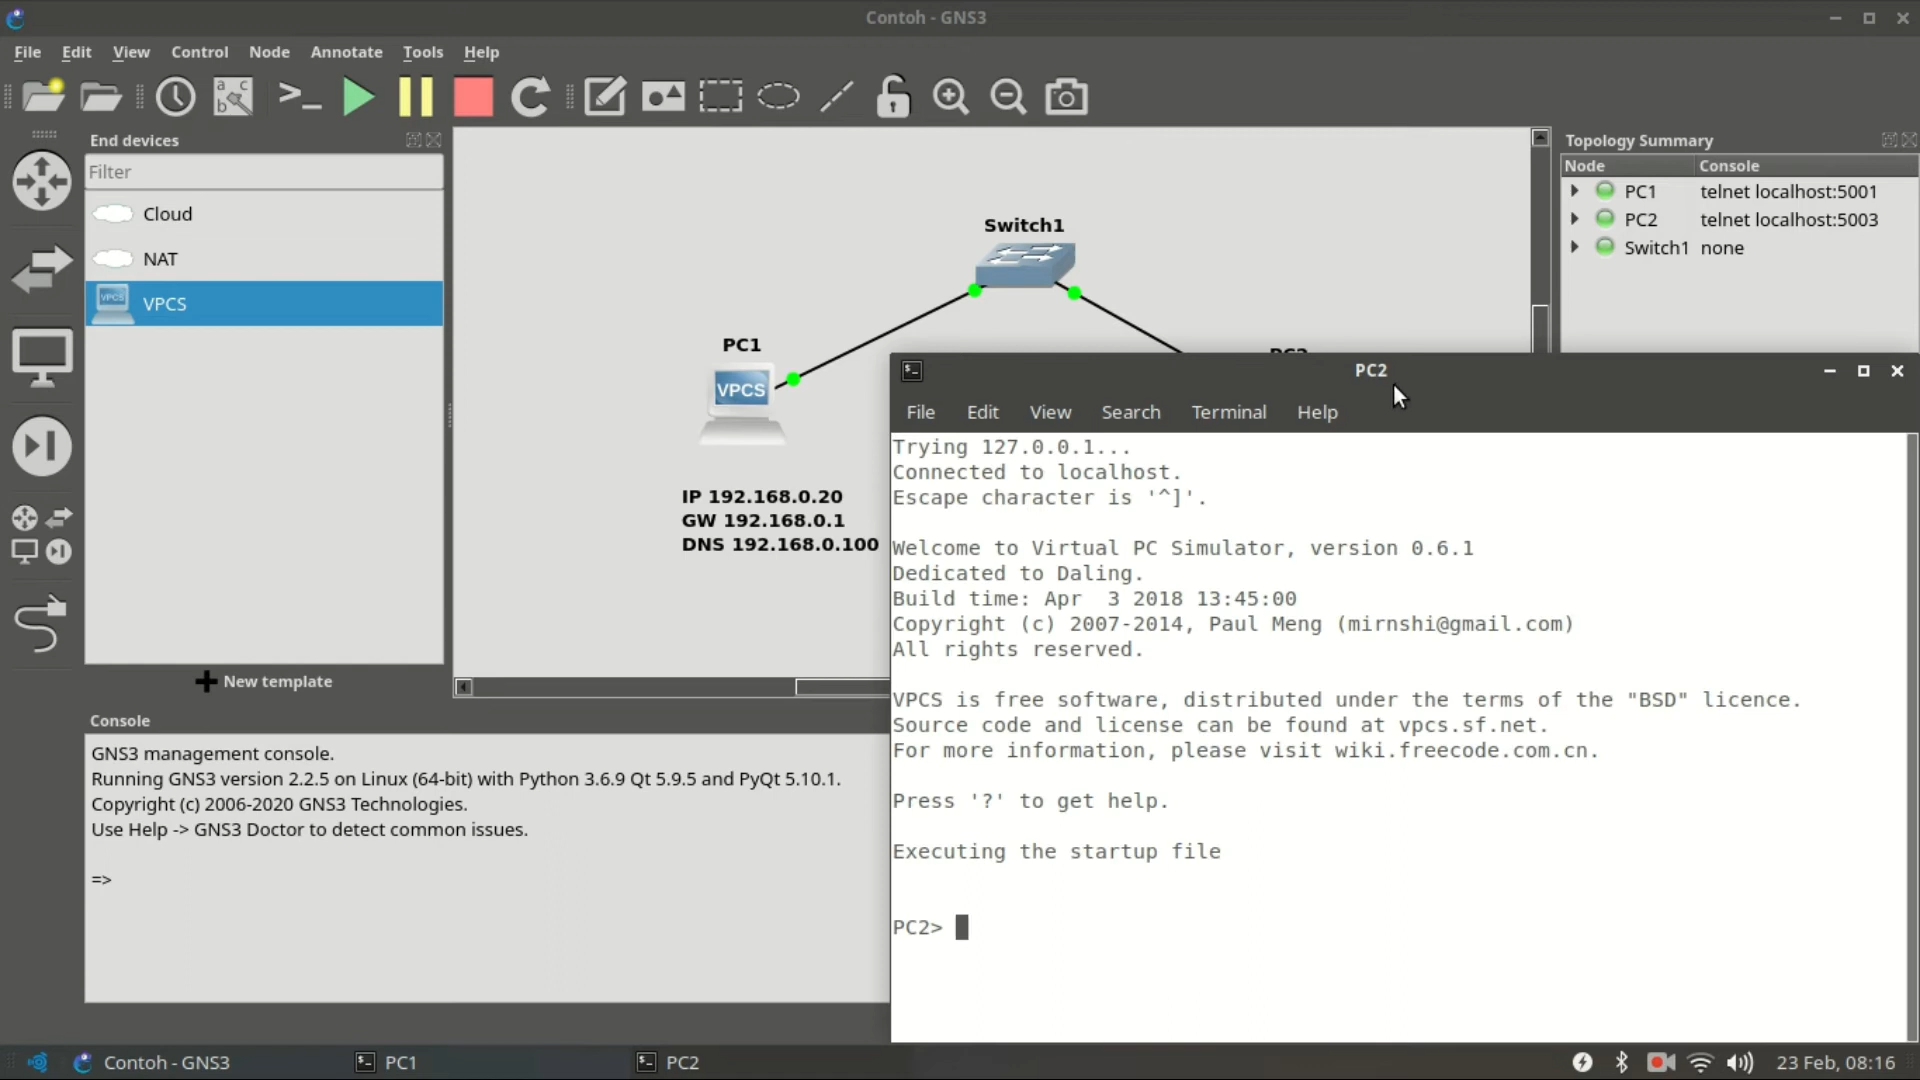 Contoh - GNS3
File Edit View Control Node Annotate Tools Help
End devices
Filter
Cloud
NAT
VPCS
New template
Switch1
PC1
VPCS
IP 192.168.0.20
GW 192.168.0.1
DNS 192.168.0.100
Topology Summary
Node Console
PC1 telnet localhost:5001
PC2 telnet localhost:5003
Switch1 none
Console
GNS3 management console.
Running GNS3 version 2.2.5 on Linux (64-bit) with Python 3.6.9 Qt 5.9.5 and PyQt 5.10.1.
Copyright (c) 2006-2020 GNS3 Technologies.
Use Help -> GNS3 Doctor to detect common issues.
=>
PC2
File Edit View Search Terminal Help
Trying 127.0.0.1...
Connected to localhost.
Escape character is '^]'.
Welcome to Virtual PC Simulator, version 0.6.1
Dedicated to Daling.
Build time: Apr  3 2018 13:45:00
Copyright (c) 2007-2014, Paul Meng (mirnshi@gmail.com)
All rights reserved.
VPCS is free software, distributed under the terms of the "BSD" licence.
Source code and license can be found at vpcs.sf.net.
For more information, please visit wiki.freecode.com.cn.
Press '?' to get help.
Executing the startup file
PC2>
Contoh - GNS3 PC1 PC2 23 Feb, 08:16